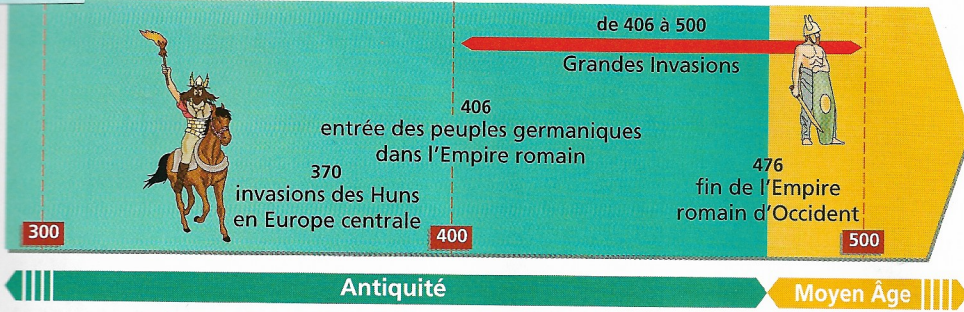 de 406 à 500
Grandes Invasions
406
entrée des peuples germaniques
dans l'Empire romain
370
invasions des Huns
en Europe centrale
476
fin de l'Empire
romain d'Occident
300
400
500
Antiquité
Moyen Âge